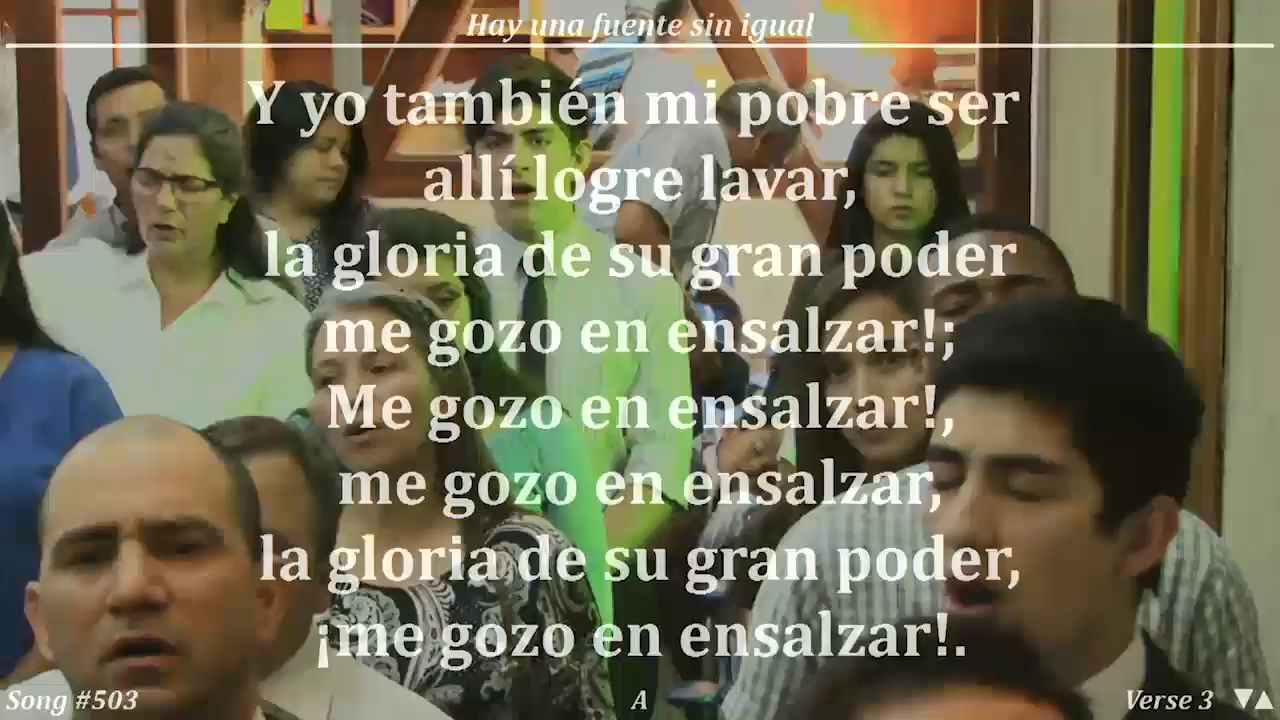 Hay una fuente sin igual
Y yo también mi pobre ser
allí logre lavar,
la gloria de su gran poder
me gozo en ensalzar!;
Me gozo en ensalzar!,
me gozo en ensalzar,
la gloria de su gran poder,
¡me gozo en ensalzar!.
Song #503 A Verse 3 ▼▲